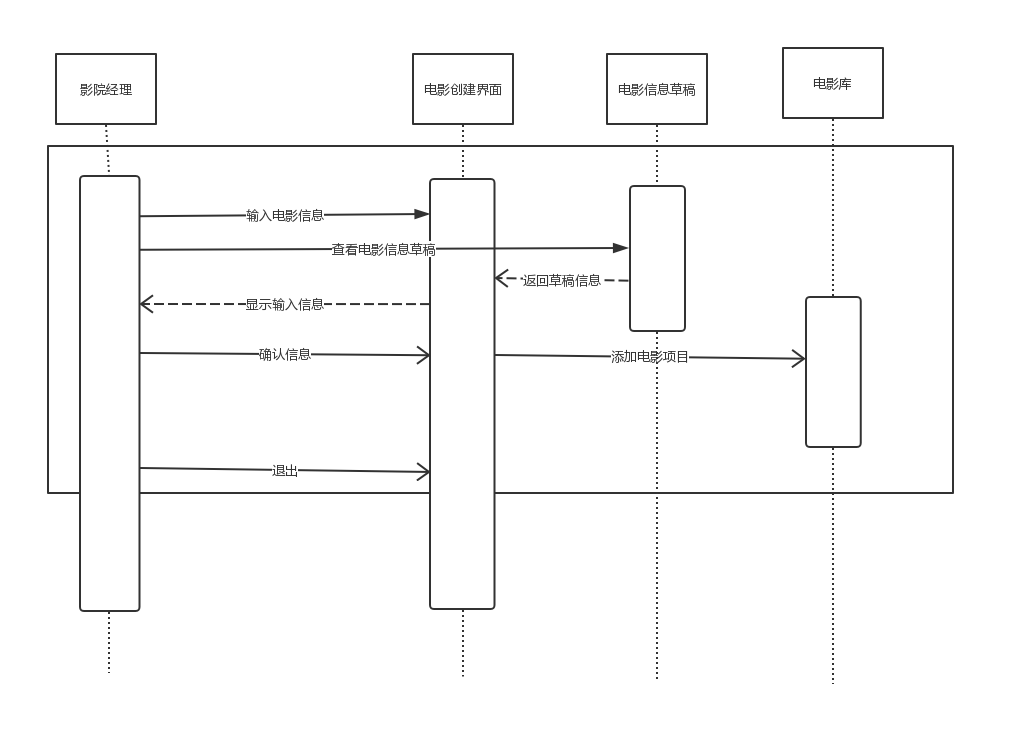 影院经理
电影创建界面
电影信息草稿
电影库
输入电影信息
查看电影信息草稿
返回草稿信息
显示输入信息
确认信息
添加电影项目
退出